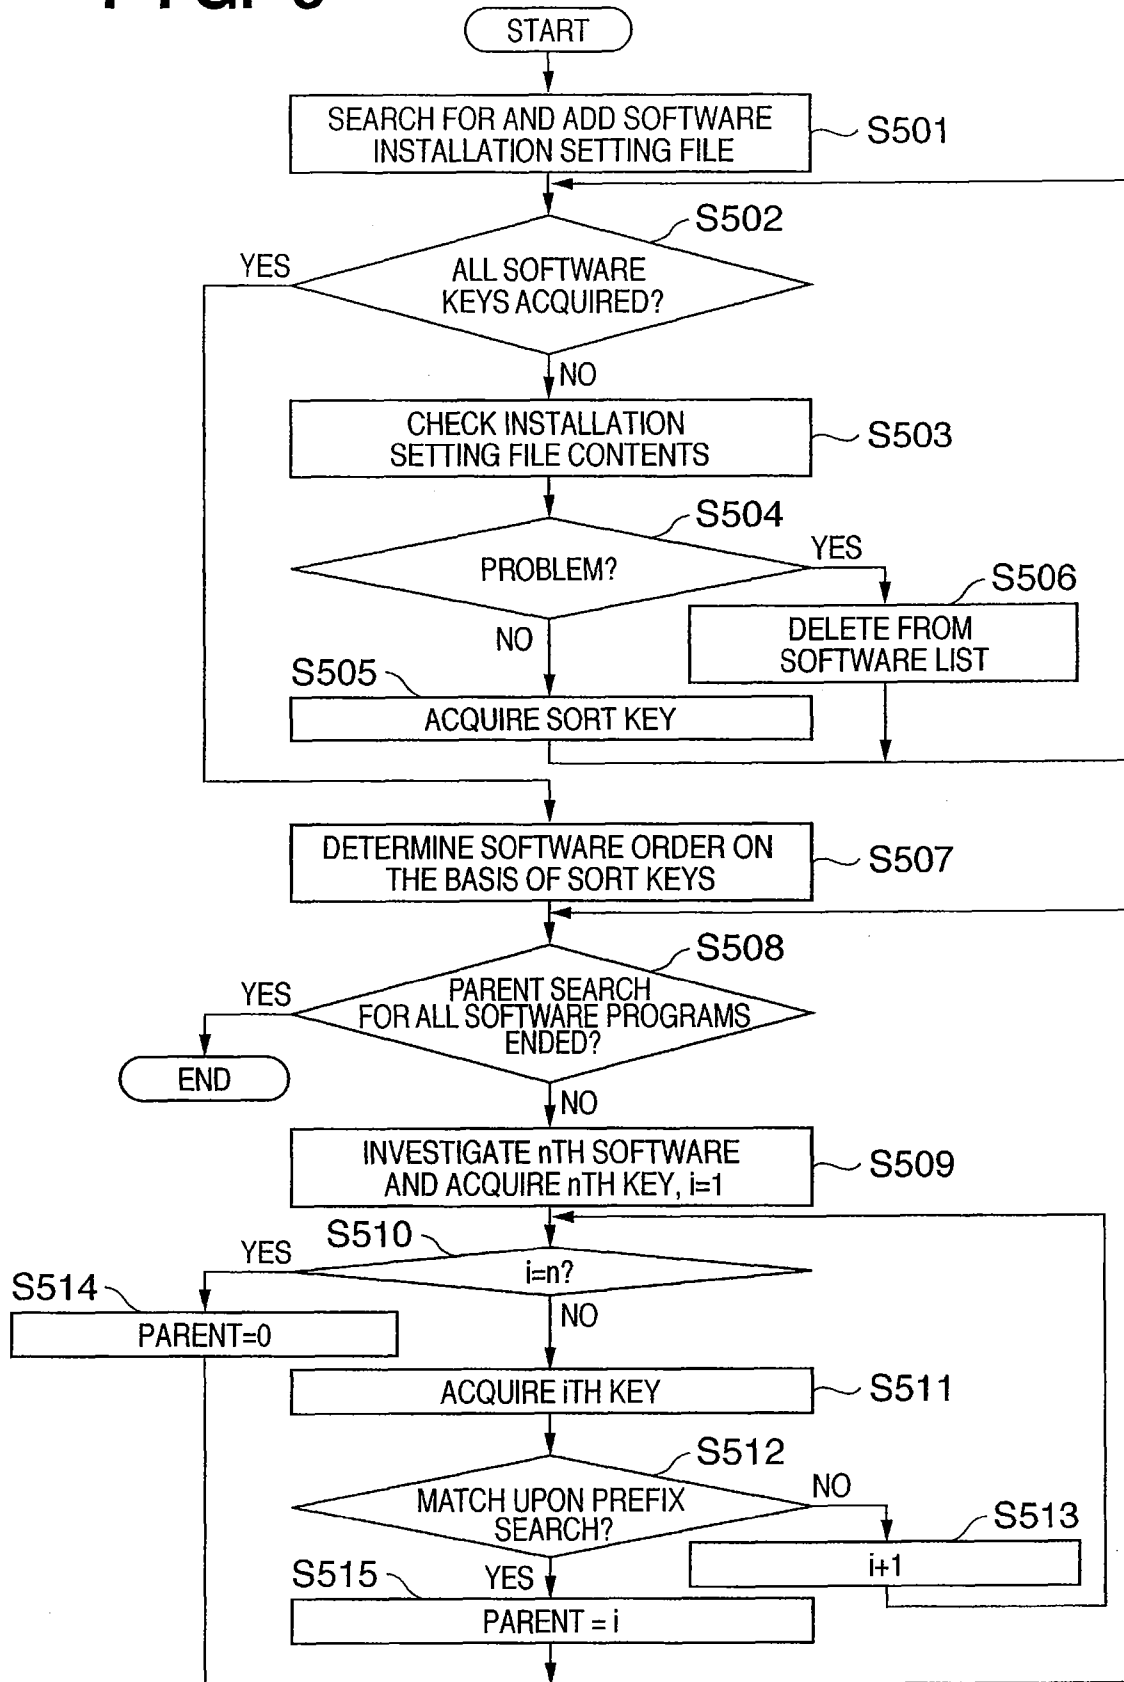 START
SEARCH FOR AND ADD SOFTWARE
INSTALLATION SETTING FILE
S501
S502
YES
ALL SOFTWARE
KEYS ACQUIRED?
NO
CHECK INSTALLATION
SETTING FILE CONTENTS
S503
S504
PROBLEM?
YES
S506
NO
DELETE FROM
SOFTWARE LIST
S505
ACQUIRE SORT KEY
DETERMINE SOFTWARE ORDER ON
THE BASIS OF SORT KEYS
S507
S508
YES
PARENT SEARCH
FOR ALL SOFTWARE PROGRAMS
ENDED?
END
NO
INVESTIGATE nTH SOFTWARE
AND ACQUIRE nTH KEY, i=1
S509
S510
YES
i=n?
S514
PARENT=0
NO
ACQUIRE iTH KEY
S511
S512
MATCH UPON PREFIX
SEARCH?
NO
S513
i+1
S515
YES
PARENT = i